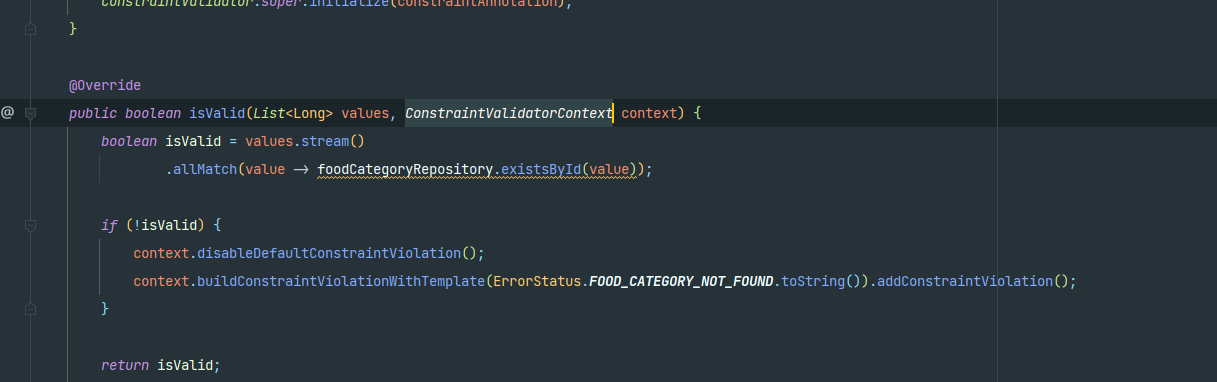 ConstraintValidator.super.initialize(constraintAnnotation);
}
@Override
@ public boolean isValid(List<Long> values, ConstraintValidatorContext context) {
boolean isValid = values.stream()
.allMatch(value -> foodCategoryRepository.existsById(value));
if (!isValid) {
context.disableDefaultConstraintViolation();
context.buildConstraintViolationWithTemplate(ErrorStatus.FOOD_CATEGORY_NOT_FOUND.toString()).addConstraintViolation();
}
return isValid;